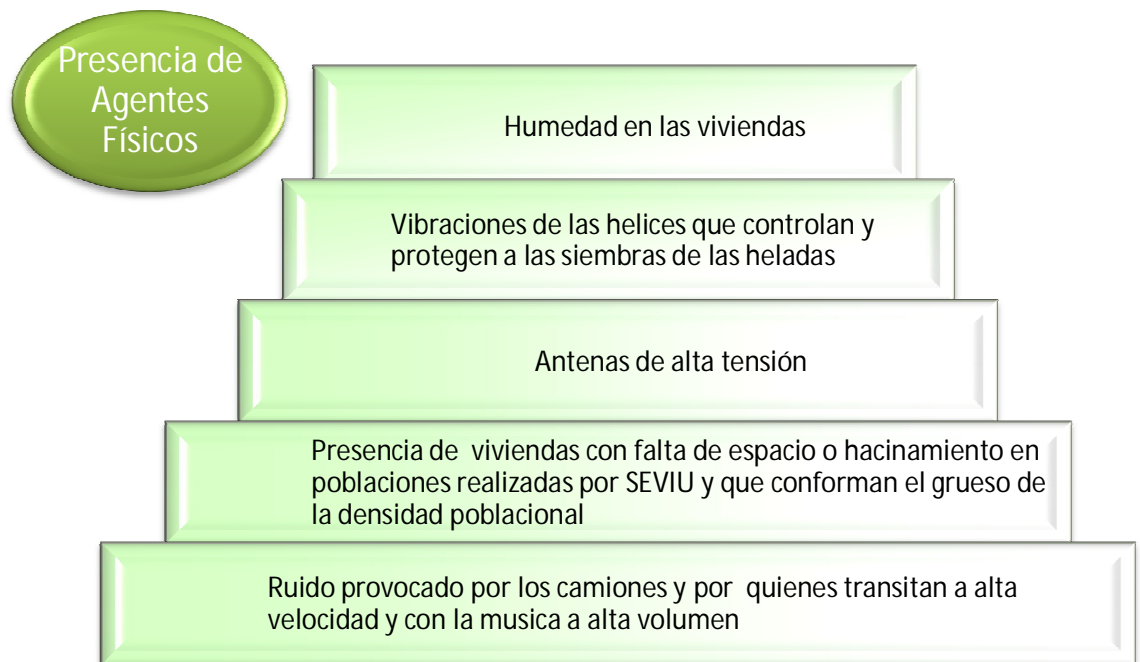 Presencia de
Agentes
Físicos
Humedad en las viviendas
Vibraciones de las helices que controlan y
protegen a las siembras de las heladas
Antenas de alta tensión
Presencia de viviendas con falta de espacio o hacinamiento en
poblaciones realizadas por SEVIU y que conforman el grueso de
la densidad poblacional
Ruido provocado por los camiones y por quienes transitan a alta
velocidad y con la musica a alta volumen